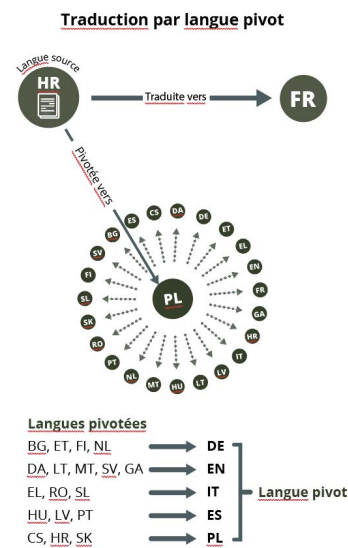 Traduction par langue pivot
Langue source
HR
Traduite vers
FR
Pivotée vers
PL
DA
DE
ET
EL
EN
FR
GA
HR
IT
LV
LT
HU
MT
NL
PT
RO
SK
SL
FI
SV
BG
ES
CS
Langues pivotées
BG, ET, FI, NL DE
DA, LT, MT, SV, GA EN
EL, RO, SL IT
HU, LV, PT ES
CS, HR, SK PL
Langue pivot